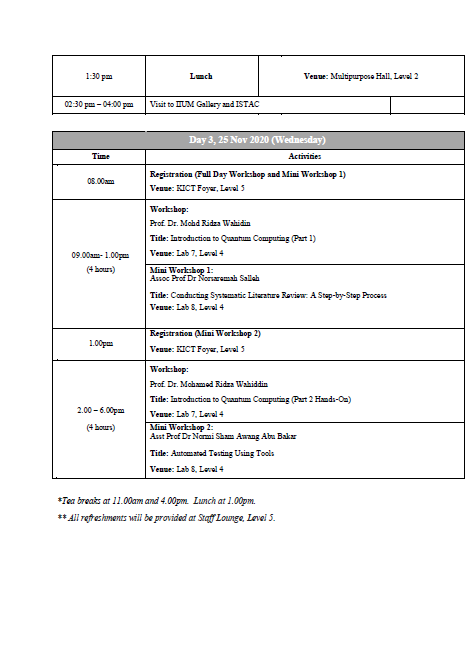 1:30 pm Lunch Venue: Multipurpose Hall, Level 2
02:30 pm – 04:00 pm Visit to IIUM Gallery and ISTAC
Day 3, 25 Nov 2020 (Wednesday)
Time Activities
08.00am
Registration (Full Day Workshop and Mini Workshop 1)
Venue: KICT Foyer, Level 5
09.00am- 1.00pm
(4 hours)
Workshop:
Prof. Dr. Mohd Ridza Wahidin
Title: Introduction to Quantum Computing (Part 1)
Venue: Lab 7, Level 4
Mini Workshop 1:
Assoc Prof Dr Norsaremah Salleh
Title: Conducting Systematic Literature Review: A Step-by-Step Process
Venue: Lab 8, Level 4
1.00pm
Registration (Mini Workshop 2)
Venue: KICT Foyer, Level 5
2.00 – 6.00pm
(4 hours)
Workshop:
Prof. Dr. Mohamed Ridza Wahiddin
Title: Introduction to Quantum Computing (Part 2 Hands-On)
Venue: Lab 7, Level 4
Mini Workshop 2:
Asst Prof Dr Normi Sham Awang Abu Bakar
Title: Automated Testing Using Tools
Venue: Lab 8, Level 4
*Tea breaks at 11.00am and 4.00pm. Lunch at 1.00pm.
** All refreshments will be provided at Staff Lounge, Level 5.